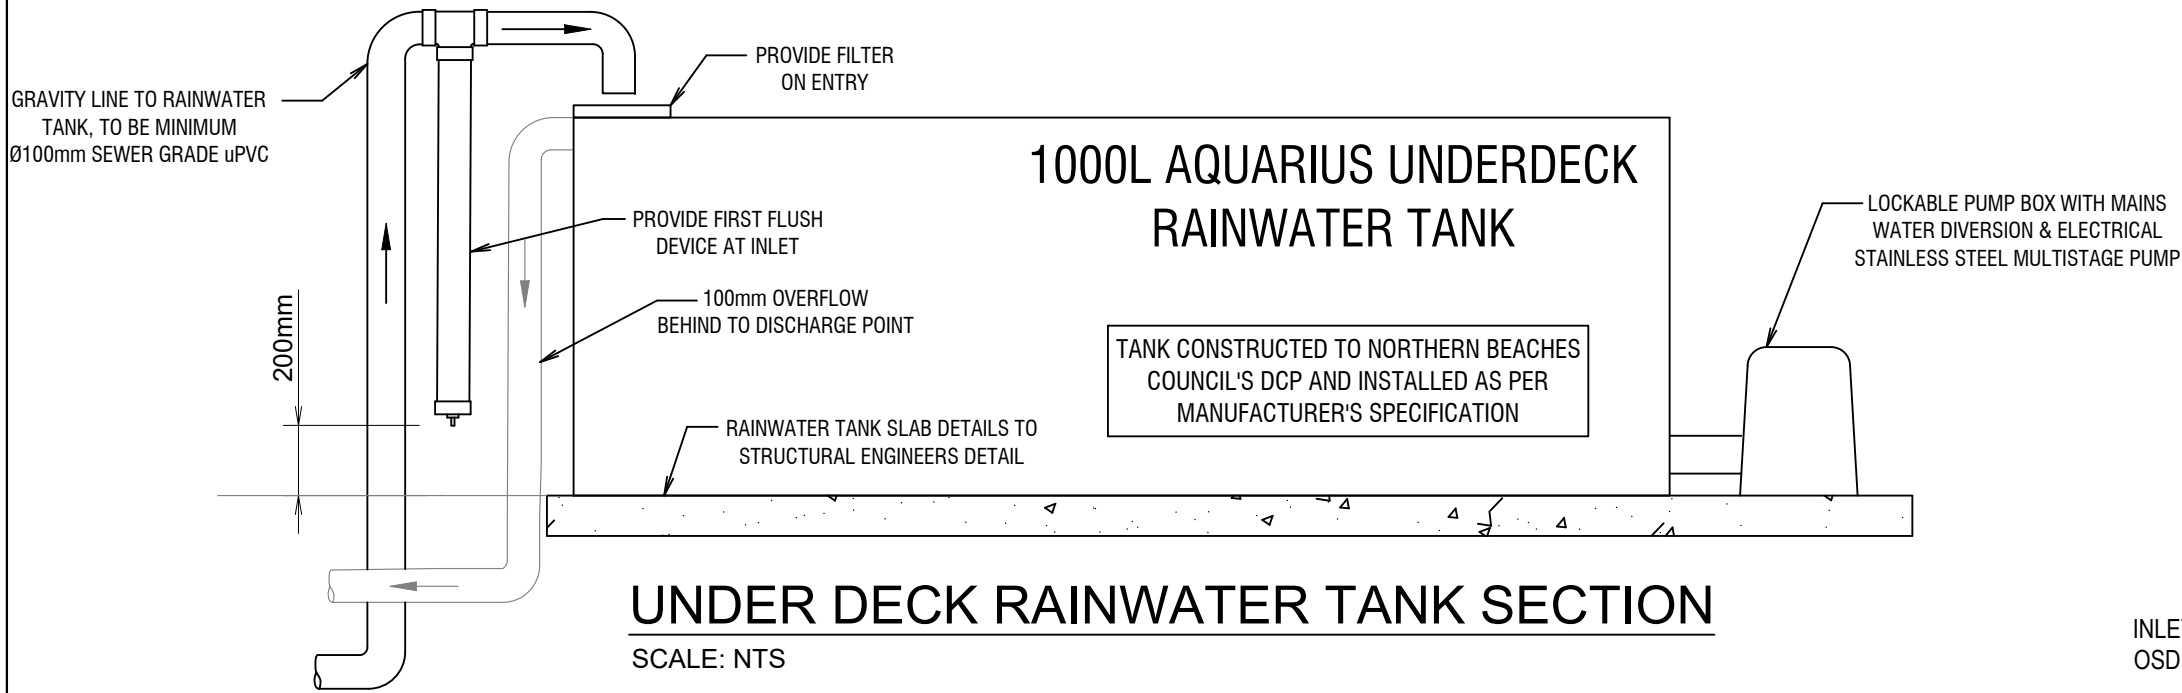 GRAVITY LINE TO RAINWATER
TANK, TO BE MINIMUM
Ø100mm SEWER GRADE uPVC
PROVIDE FILTER
ON ENTRY
1000L AQUARIUS UNDERDECK
RAINWATER TANK
PROVIDE FIRST FLUSH
DEVICE AT INLET
LOCKABLE PUMP BOX WITH MAINS
WATER DIVERSION & ELECTRICAL
STAINLESS STEEL MULTISTAGE PUMP
100mm OVERFLOW
BEHIND TO DISCHARGE POINT
200mm
TANK CONSTRUCTED TO NORTHERN BEACHES
COUNCIL'S DCP AND INSTALLED AS PER
MANUFACTURER'S SPECIFICATION
RAINWATER TANK SLAB DETAILS TO
STRUCTURAL ENGINEERS DETAIL
UNDER DECK RAINWATER TANK SECTION
SCALE: NTS
OSD